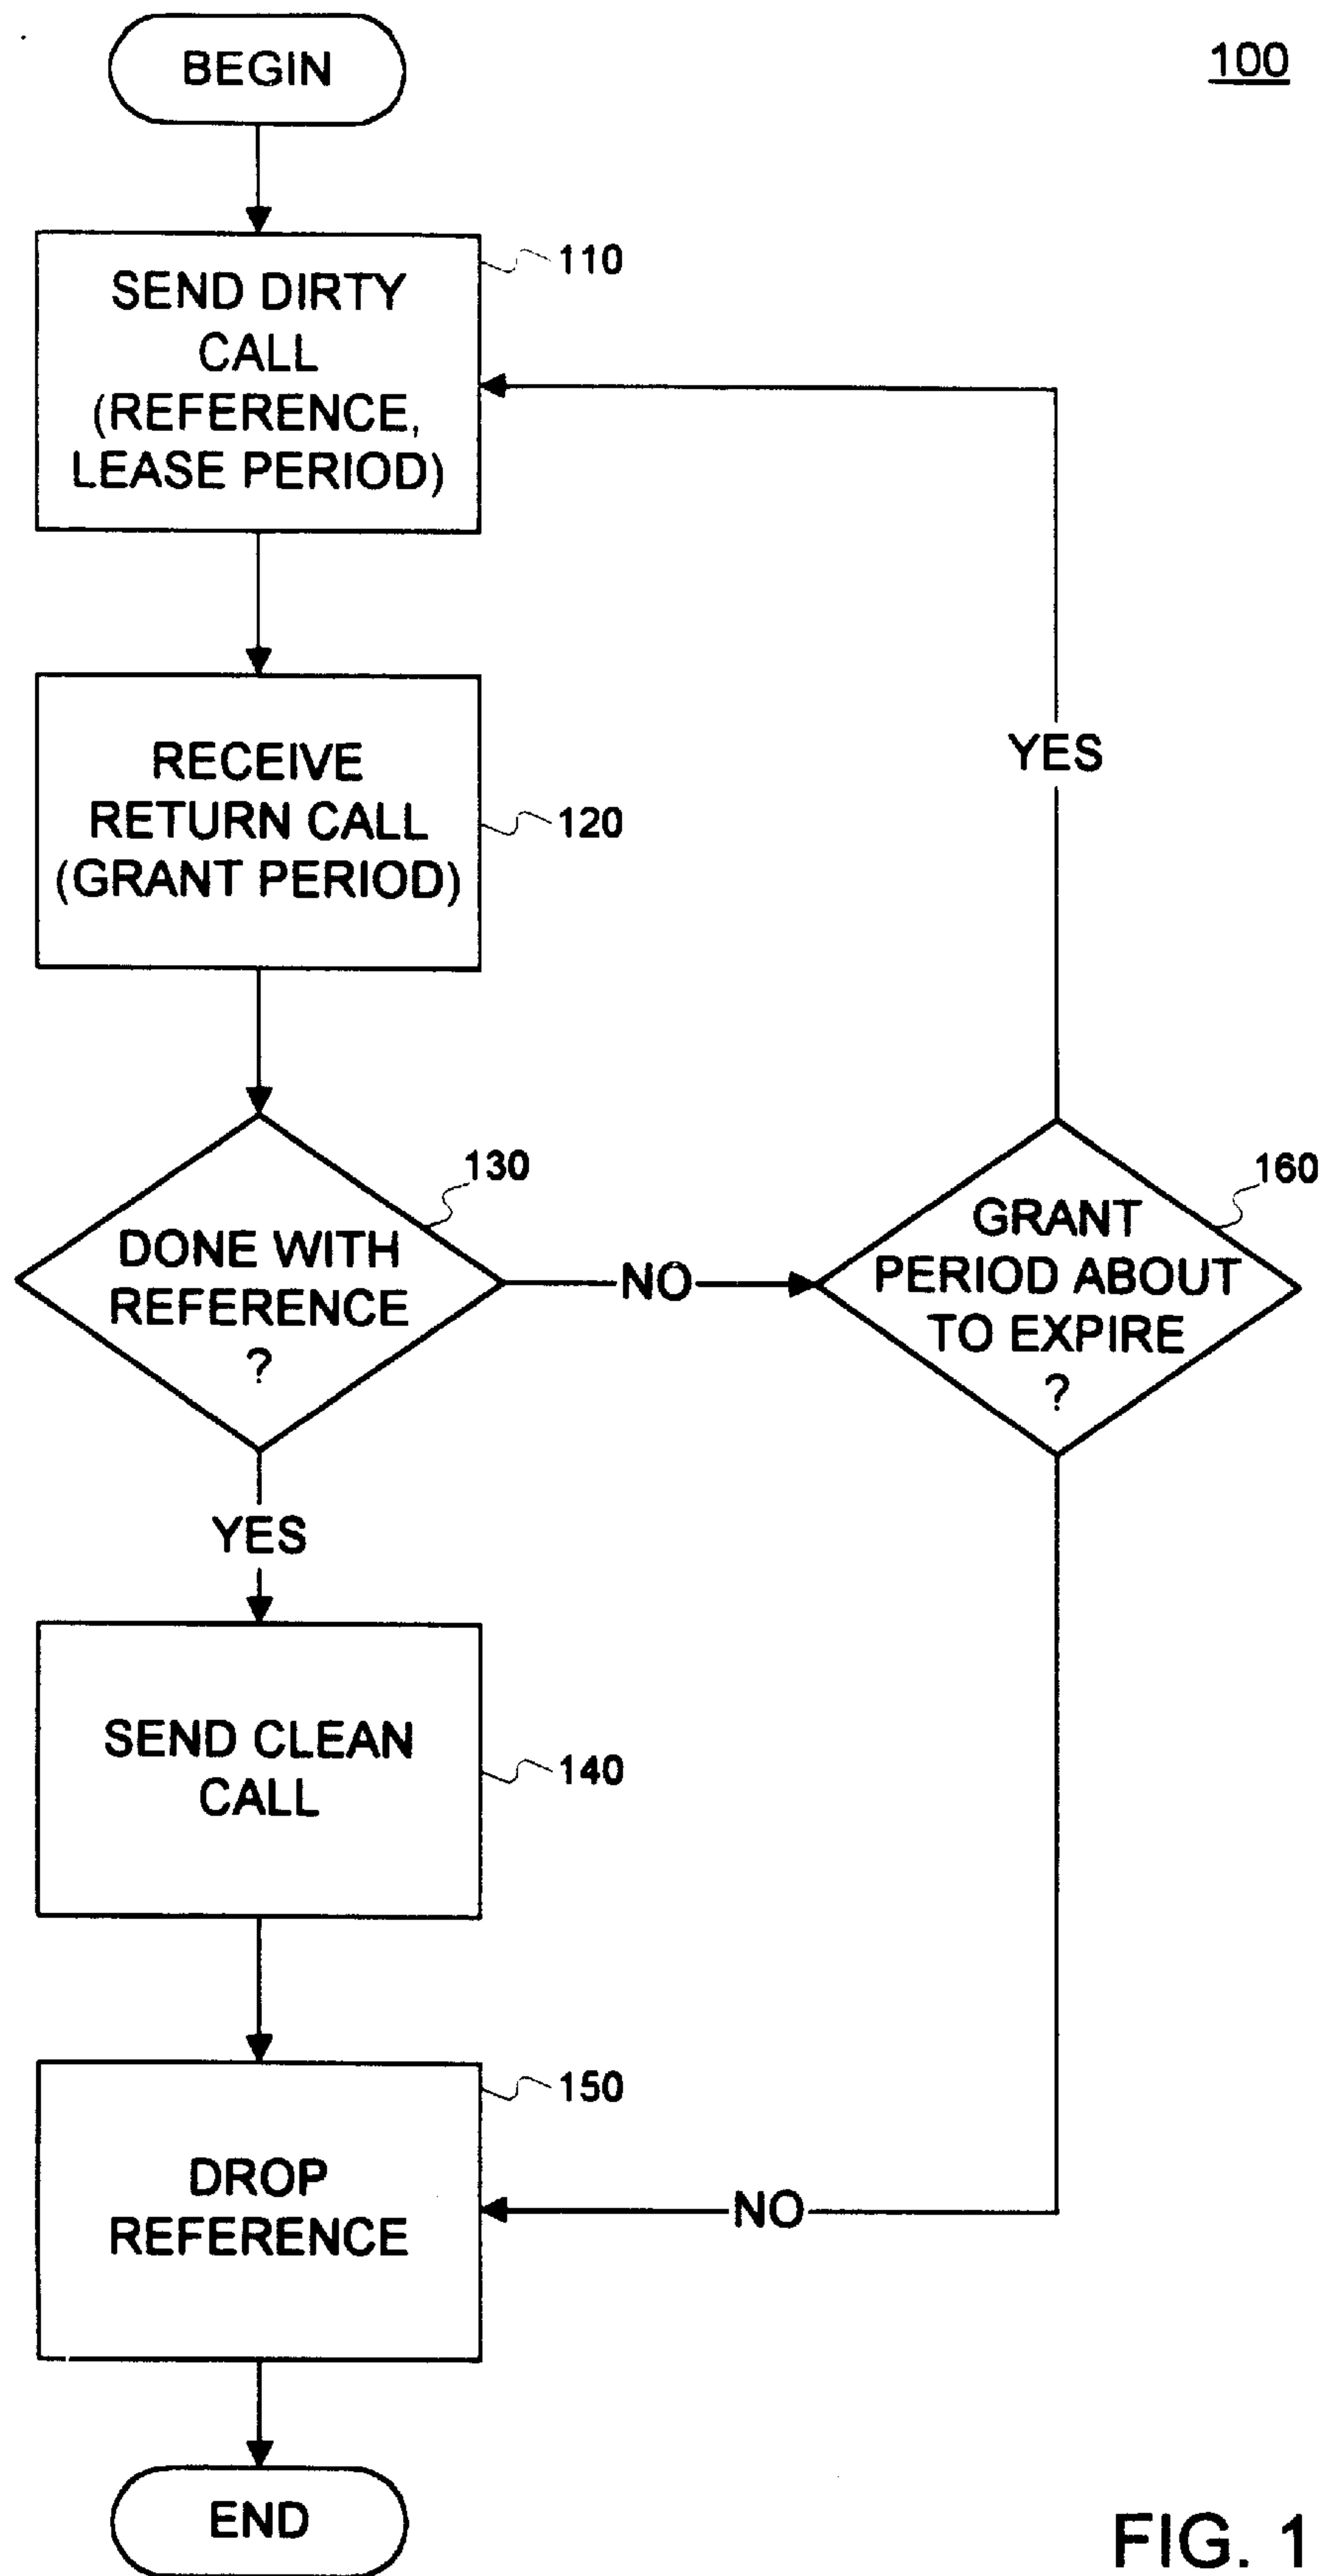 BEGIN
100
SEND DIRTY
CALL
(REFERENCE,
LEASE PERIOD)
110
YES
RECEIVE
RETURN CALL
(GRANT PERIOD)
120
DONE WITH
REFERENCE
?
130
NO
GRANT
PERIOD ABOUT
TO EXPIRE
?
160
YES
SEND CLEAN
CALL
140
DROP
REFERENCE
150
NO
END
FIG. 1